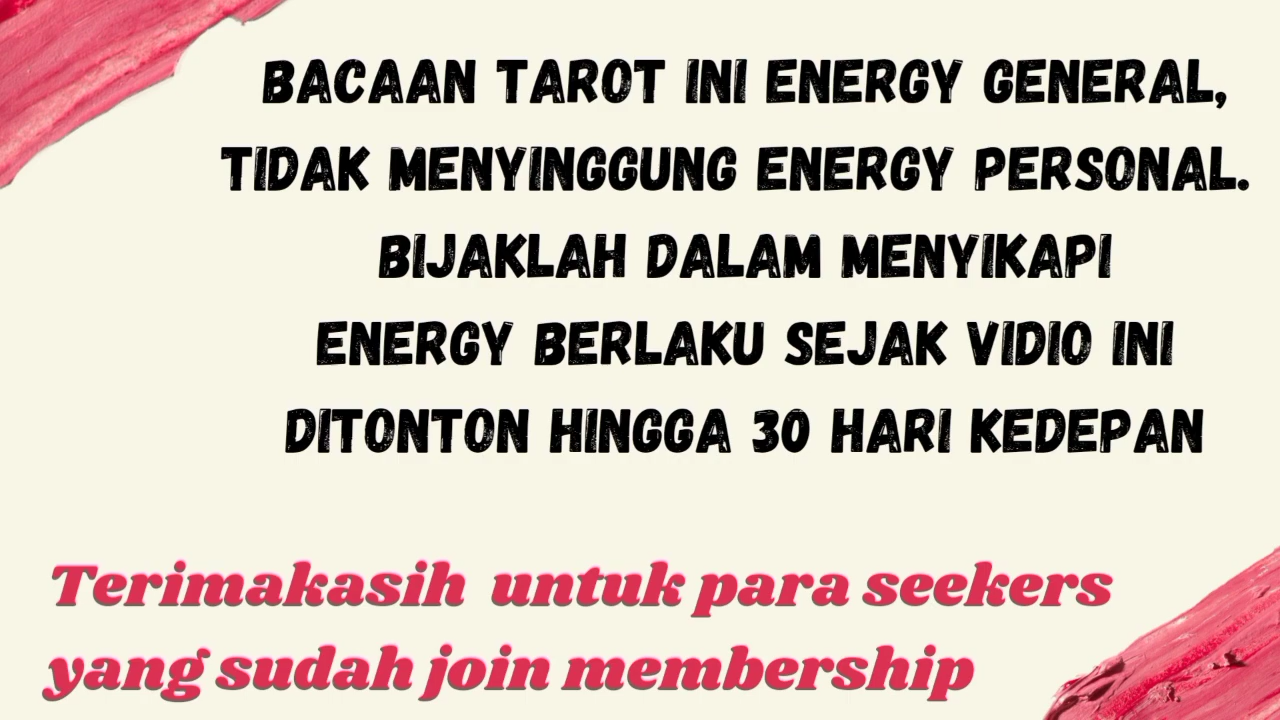 BACAAN TAROT INI ENERGY GENERAL,
TIDAK MENYINGGUNG ENERGY PERSONAL.
BIJAKLAH DALAM MENYIKAPI
ENERGY BERLAKU SEJAK VIDIO INI
DITONTON HINGGA 30 HARI KEDEPAN
Terimakasih untuk para seekers
yang sudah join membership